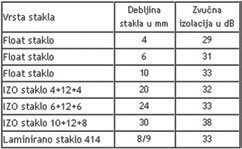 Vrsta stakla Debljina stakla u mm Zvučna izolacija u dB
Float staklo 4 29
Float staklo 6 31
Float staklo 10 33
IZO staklo 4+12+4 20 32
IZO staklo 6+12+6 24 33
IZO staklo 10+12+8 30 38
Laminirano staklo 414 8/9 33